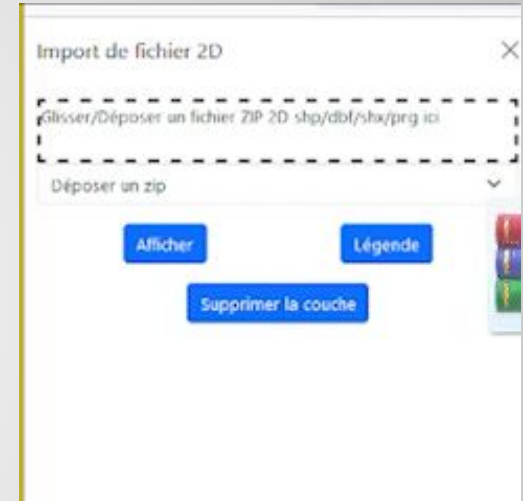 Import de fichier 2D
Glisser/Déposer un fichier ZIP 2D shp/dbf/shx/prg ici
Déposer un zip
Afficher
Légende
Supprimer la couche